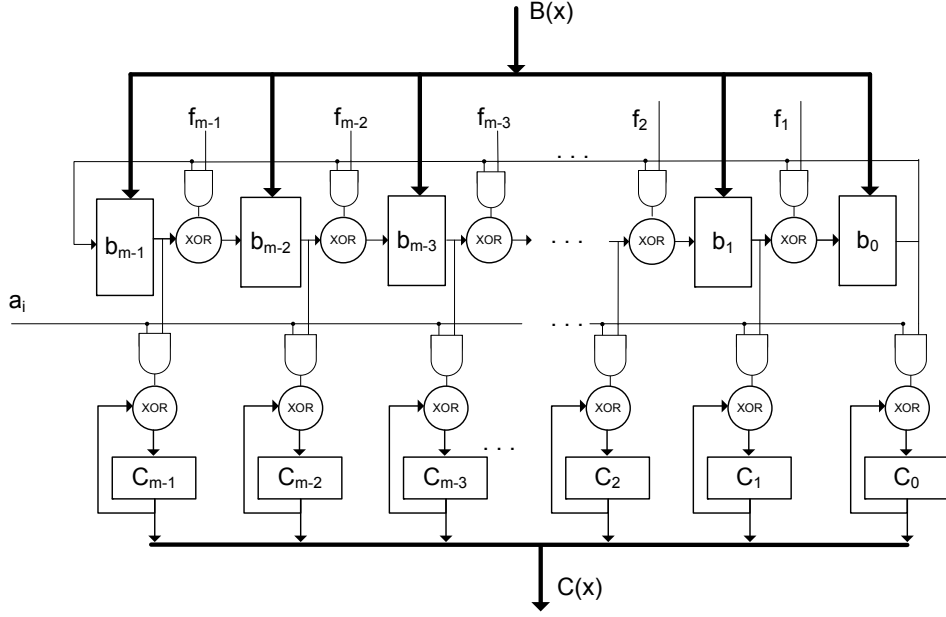 B(x)
f_{m-1} f_{m-2} f_{m-3} f_2 f_1
. . .
b_{m-1} XOR b_{m-2} XOR b_{m-3} XOR . . . XOR b_1 XOR b_0
a_i
. . .
XOR XOR XOR XOR XOR XOR
. . .
C_{m-1} C_{m-2} C_{m-3} C_2 C_1 C_0
C(x)